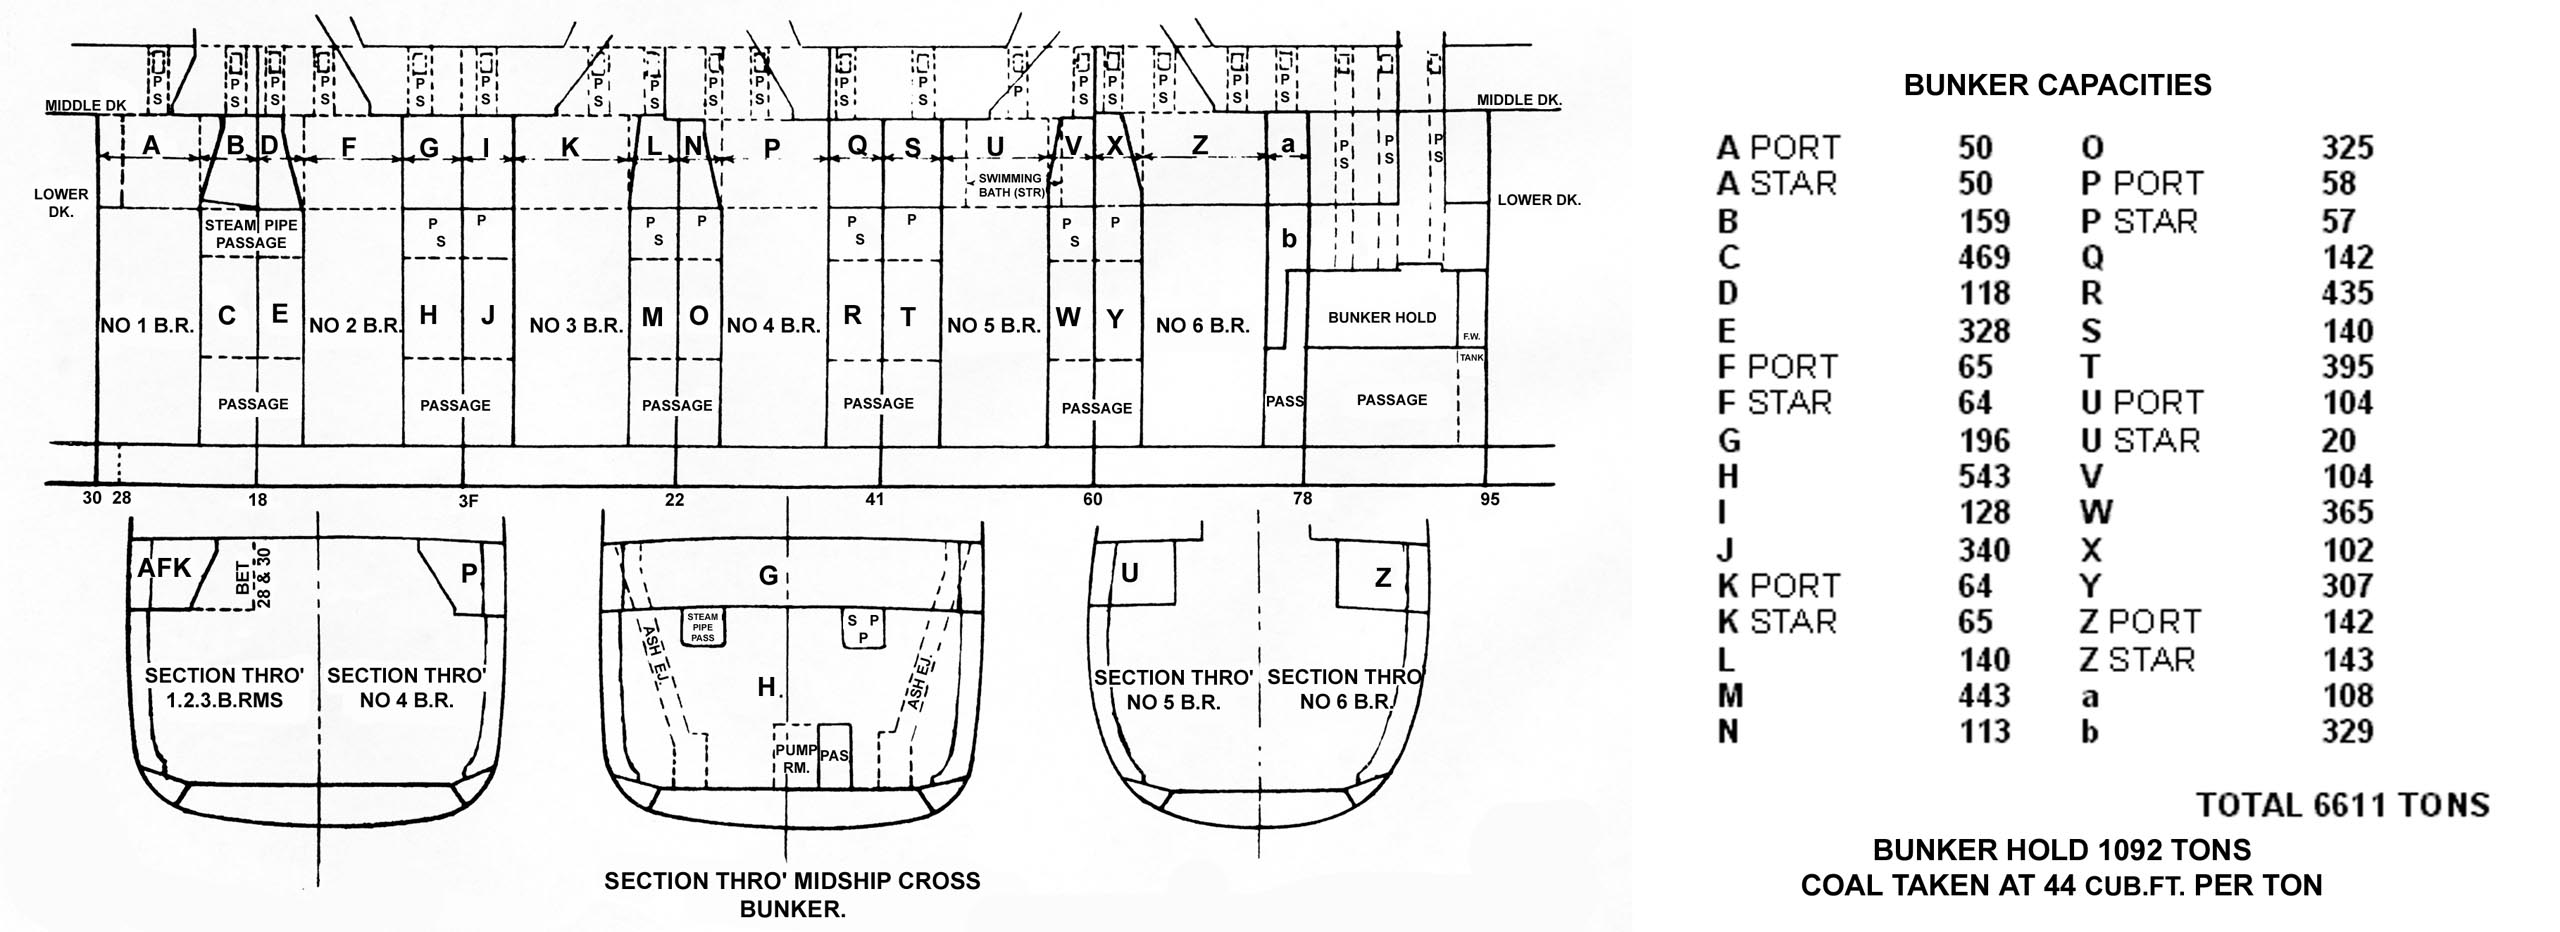 P S P S P S P S P S P S P S P S P S P S P S P S P P S P S P S P S P S
MIDDLE DK
MIDDLE DK.
A B D F G I K L N P Q S U V X Z a P S P S P S
SWIMMING
BATH (STR)
LOWER
DK.
LOWER DK.
STEAM PIPE
PASSAGE
P S P P S P P S P P S P
b
NO 1 B.R. C E NO 2 B.R. H J NO 3 B.R. M O NO 4 B.R. R T NO 5 B.R. W Y NO 6 B.R. BUNKER HOLD
F.W.
TANK
PASSAGE PASSAGE PASSAGE PASSAGE PASSAGE PASS PASSAGE
30 28 18 3F 22 41 60 78 95
AFK
BET
28 & 30
P
SECTION THRO'
1.2.3.B.RMS
SECTION THRO'
NO 4 B.R.
G
STEAM
PIPE
PASS
S P
P
ASH EJ.
ASH EJ.
H.
PUMP
RM.
PAS
SECTION THRO' MIDSHIP CROSS
BUNKER.
U
Z
SECTION THRO'
NO 5 B.R.
SECTION THRO
NO 6 B.R.
BUNKER CAPACITIES
A PORT 50 O 325
A STAR 50 P PORT 58
B 159 P STAR 57
C 469 Q 142
D 118 R 435
E 328 S 140
F PORT 65 T 395
F STAR 64 U PORT 104
G 196 U STAR 20
H 543 V 104
I 128 W 365
J 340 X 102
K PORT 64 Y 307
K STAR 65 Z PORT 142
L 140 Z STAR 143
M 443 a 108
N 113 b 329
TOTAL 6611 TONS
BUNKER HOLD 1092 TONS
COAL TAKEN AT 44 CUB.FT. PER TON